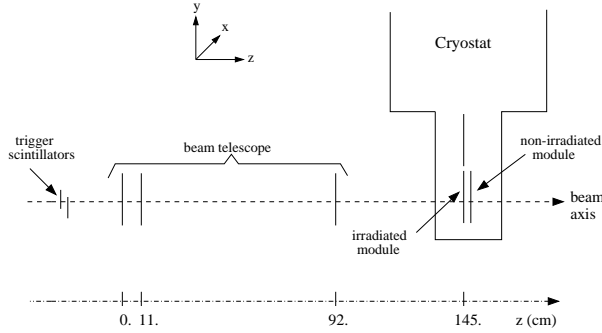 y
x
z
Cryostat
trigger
scintillators
beam telescope
non-irradiated
module
beam
axis
irradiated
module
0. 11. 92. 145. z (cm)